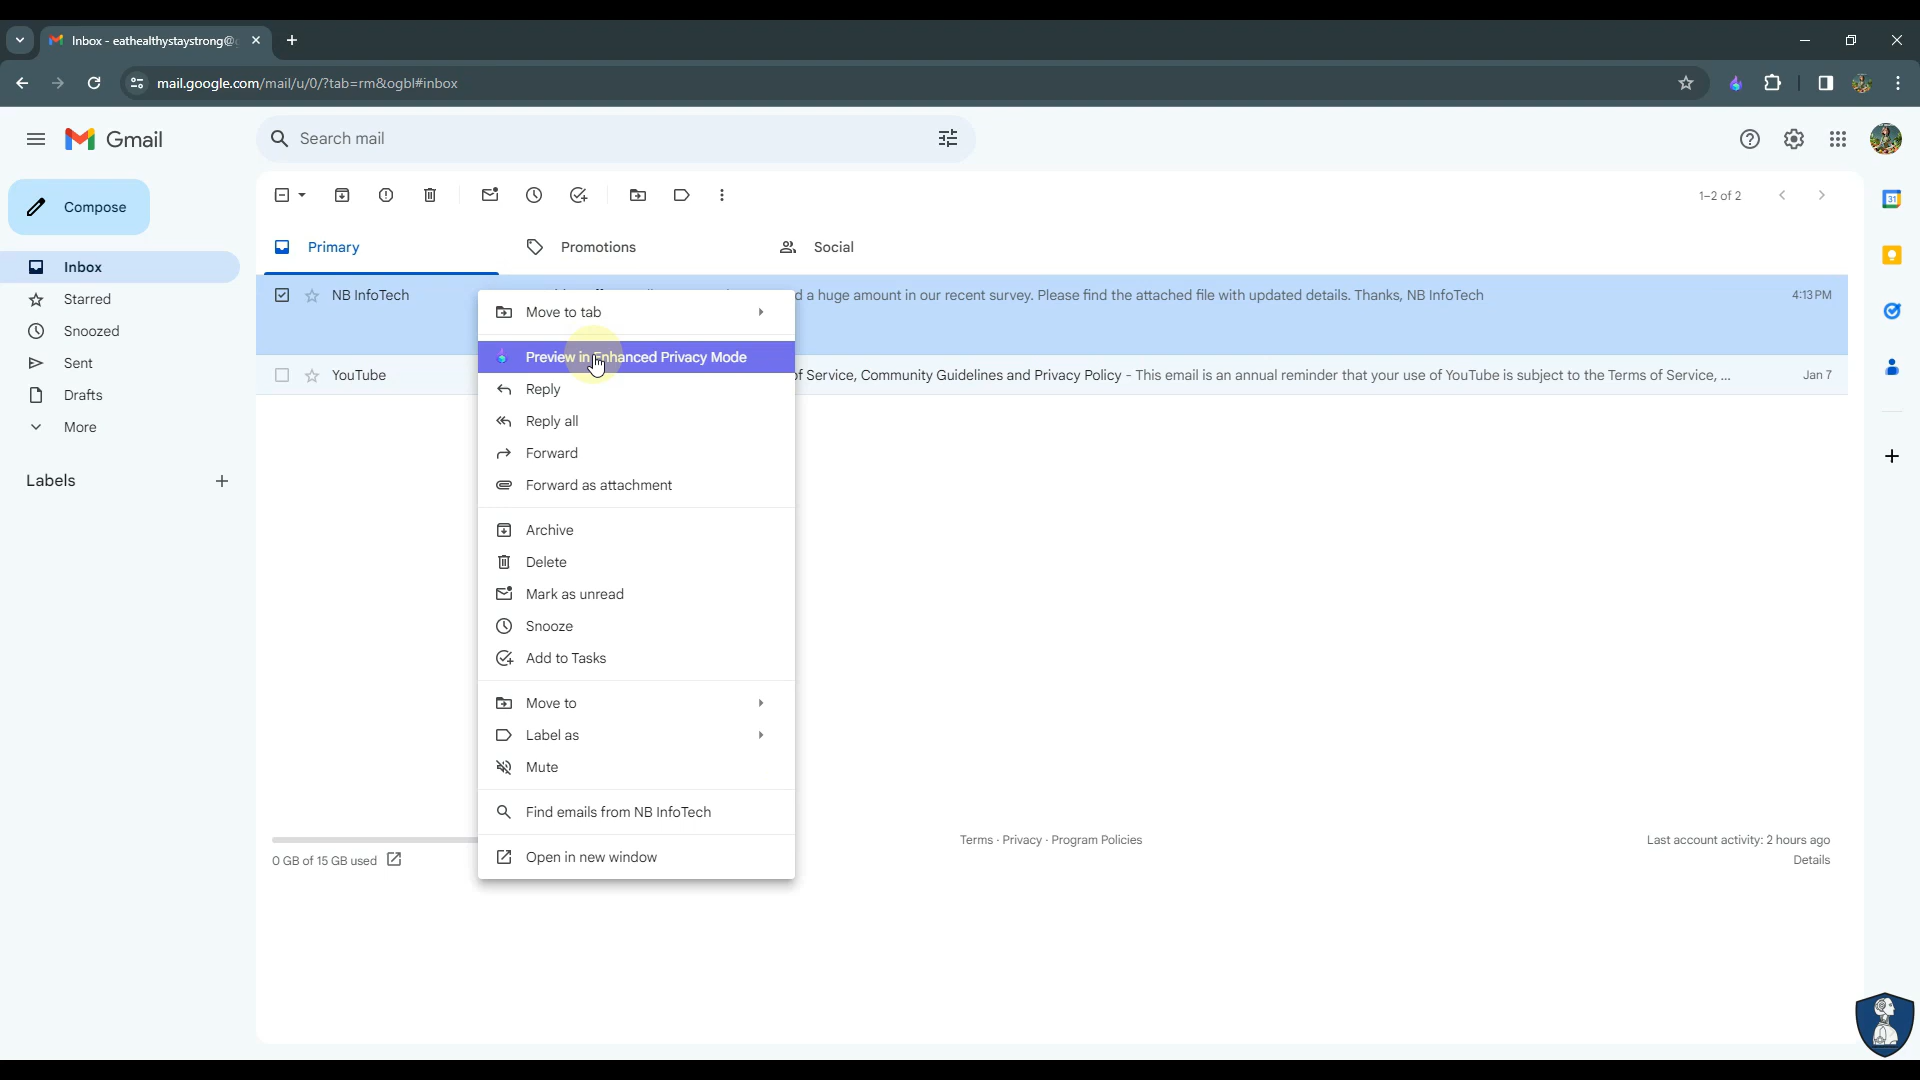 Inbox - eathealthystaystrong@g
mail.google.com/mail/u/0/?tab=rm&ogbl#inbox
Gmail
Search mail
Compose
1–2 of 2
Primary
Promotions
Social
Inbox
Starred
Snoozed
Sent
Drafts
More
Labels
NB InfoTech
d a huge amount in our recent survey. Please find the attached file with updated details. Thanks, NB InfoTech
4:13 PM
YouTube
of Service, Community Guidelines and Privacy Policy - This email is an annual reminder that your use of YouTube is subject to the Terms of Service, ...
Jan 7
Move to tab
Preview in Enhanced Privacy Mode
Reply
Reply all
Forward
Forward as attachment
Archive
Delete
Mark as unread
Snooze
Add to Tasks
Move to
Label as
Mute
Find emails from NB InfoTech
Open in new window
0 GB of 15 GB used
Terms · Privacy · Program Policies
Last account activity: 2 hours ago
Details
31